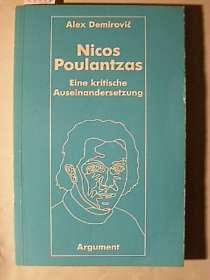 Alex Demirović
Nicos
Poulantzas
Eine kritische
Auseinandersetzung
Argument